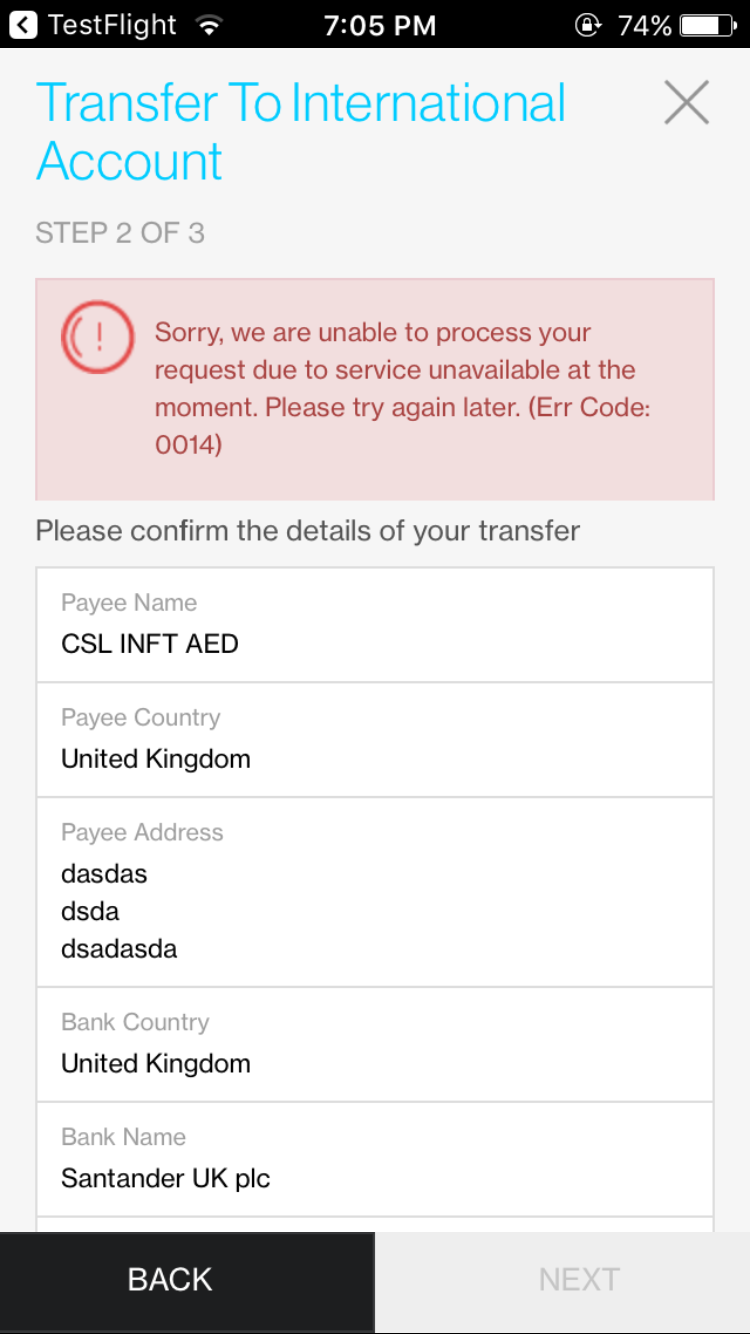 TestFlight 7:05 PM 74%
Transfer To International
Account
STEP 2 OF 3
Sorry, we are unable to process your
request due to service unavailable at the
moment. Please try again later. (Err Code:
0014)
Please confirm the details of your transfer
Payee Name
CSL INFT AED
Payee Country
United Kingdom
Payee Address
dasdas
dsda
dsadasda
Bank Country
United Kingdom
Bank Name
Santander UK plc
BACK NEXT